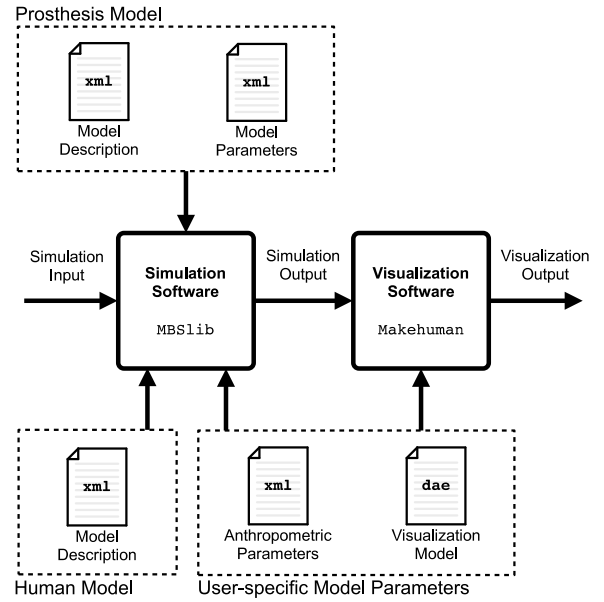 Prosthesis Model
xml
xml
Model
Description
Model
Parameters
Simulation
Input
Simulation
Software
MBSlib
Simulation
Output
Visualization
Software
Makehuman
Visualization
Output
xml
Model
Description
xml
Anthropometric
Parameters
dae
Visualization
Model
Human Model
User-specific Model Parameters